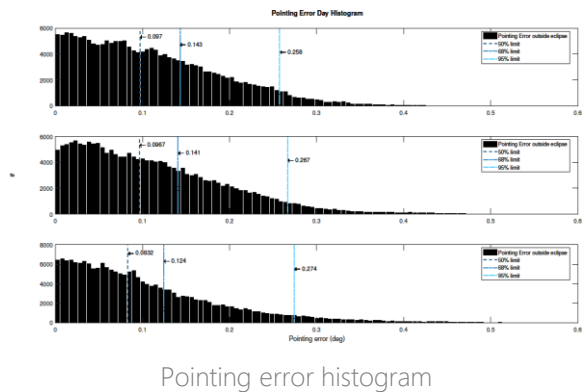 Pointing Error Day Histogram
8000
6000
4000
2000
0
0 0.1 0.2 0.3 0.4 0.5 0.6
← 0.097
← 0.143
← 0.258
Pointing Error outside eclipse
50% limit
68% limit
95% limit
#
6000
4000
2000
0
0 0.1 0.2 0.3 0.4 0.5 0.6
← 0.0967
← 0.141
← 0.267
Pointing Error outside eclipse
50% limit
68% limit
95% limit
8000
6000
4000
2000
0
0 0.1 0.2 0.3 0.4 0.5 0.6
← 0.0832
← 0.124
← 0.274
Pointing Error outside eclipse
50% limit
68% limit
95% limit
Pointing error (deg)
Pointing error histogram